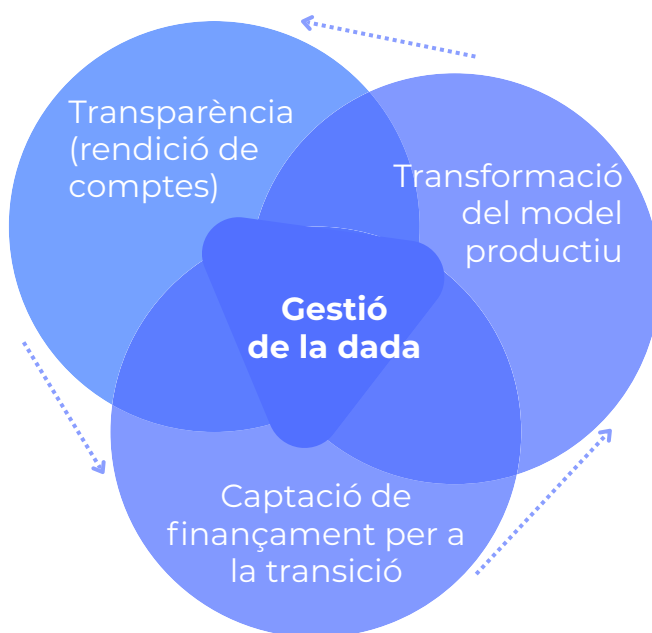 Transparència
(rendició de
comptes)
Transformació
del model
productiu
Gestió
de la dada
Captació de
finançament per a
la transició